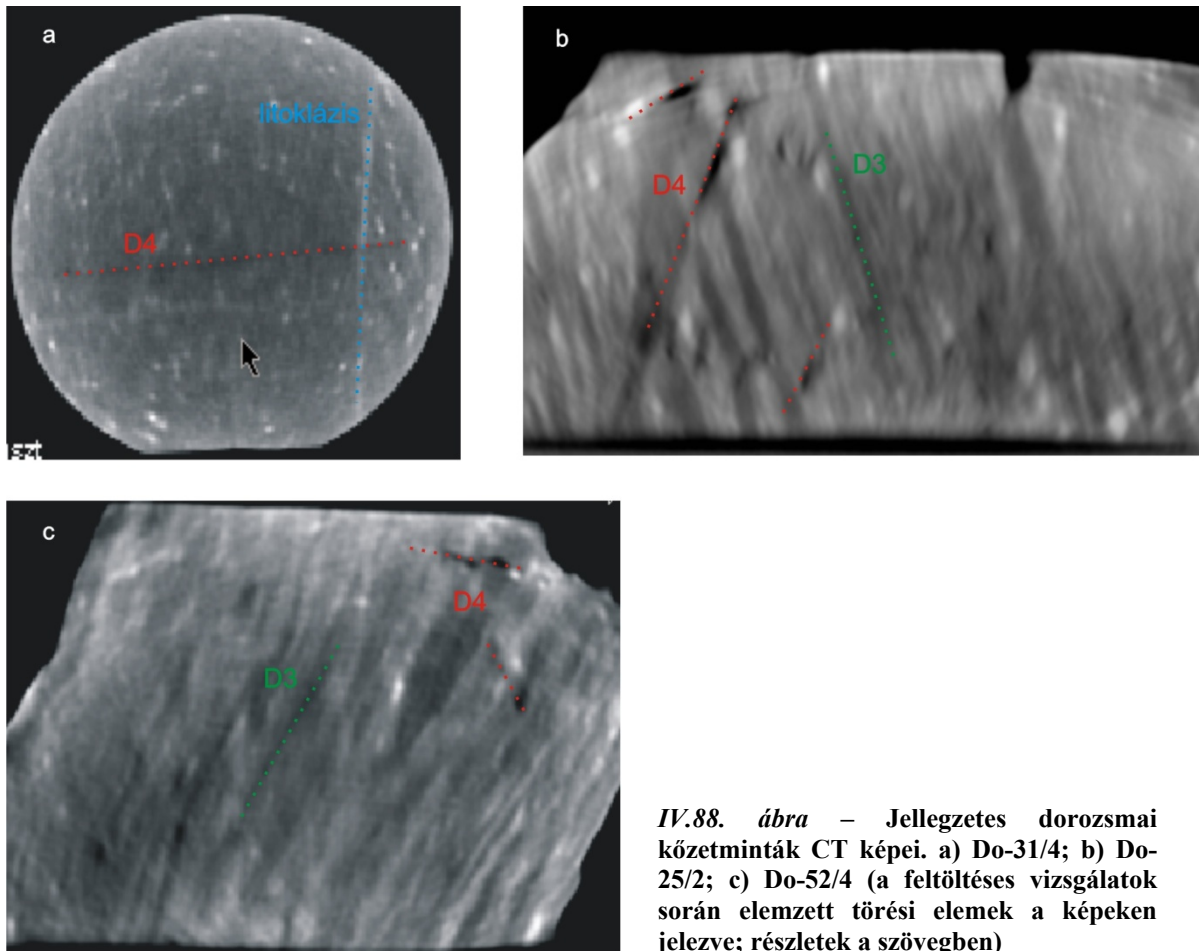 a
litoklázis
D4
szt
b
D4
D3
c
D4
D3
IV.88. ábra – Jellegzetes dorozsmai
kőzetminták CT képei. a) Do-31/4; b) Do-
25/2; c) Do-52/4 (a feltöltéses vizsgálatok
során elemzett törési elemek a képeken
jelezve; részletek a szövegben)